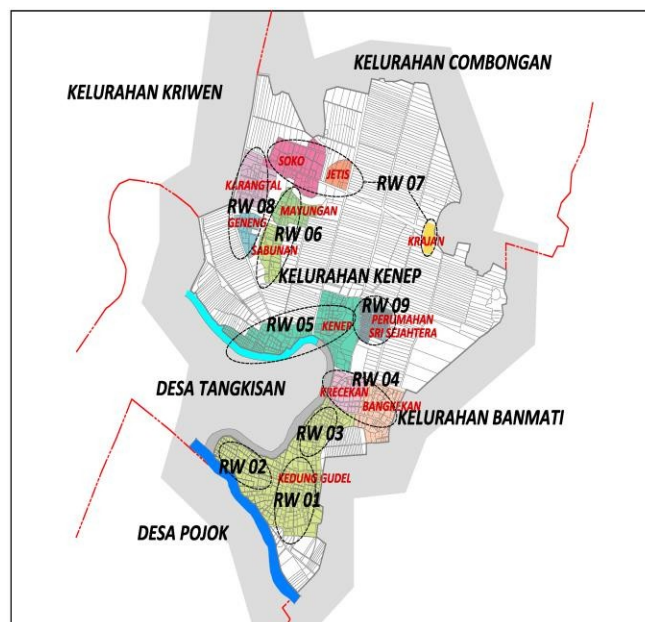 KELURAHAN COMBONGAN
KELURAHAN KRIWEN
SOKO
JETIS
KARANGTAL
RW 07
RW 08
MAYUNGAN
GENENG
RW 06
KRAJAN
SABUNAN
KELURAHAN KENEP
RW 09
RW 05
KENEP
PERUMAHAN
SRI SEJAHTERA
RW 04
DESA TANGKISAN
KRECEKAN
BANGKEKAN
KELURAHAN BANMATI
RW 03
RW 02
KEDUNG GUDEL
RW 01
DESA POJOK